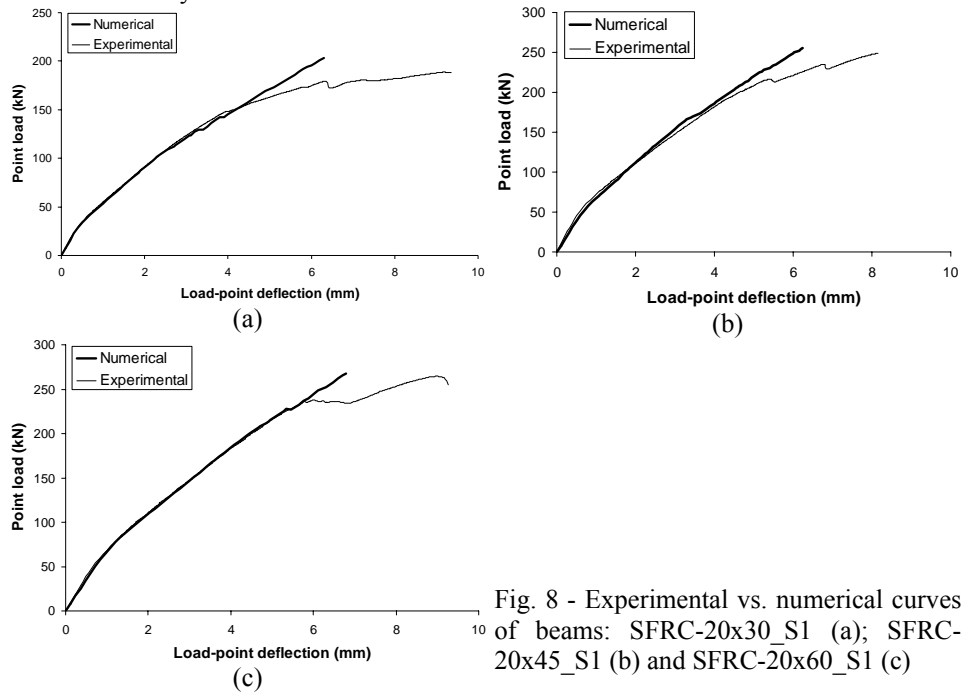 250
200
150
100
50
0
Point load (kN)
Numerical
Experimental
0 2 4 6 8 10
Load-point deflection (mm)
(a)
300
250
200
150
100
50
0
Point load (kN)
Numerical
Experimental
0 2 4 6 8 10
Load-point deflection (mm)
(b)
300
250
200
150
100
50
0
Point load (kN)
Numerical
Experimental
0 2 4 6 8 10
Load-point deflection (mm)
(c)
Fig. 8 - Experimental vs. numerical curves
of beams: SFRC-20x30_S1 (a); SFRC-
20x45_S1 (b) and SFRC-20x60_S1 (c)